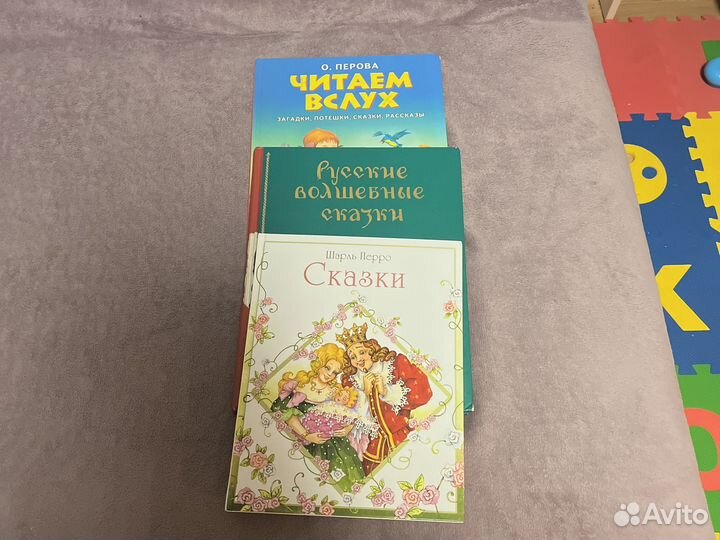 О. ПЕРОВА
ЧИТАЕМ
ВСЛУХ
ЗАГАДКИ, ПОТЕШКИ, СКАЗКИ, РАССКАЗЫ
Русские
волшебные
сказки
Шарль Перро
Сказки
Ж
Avito